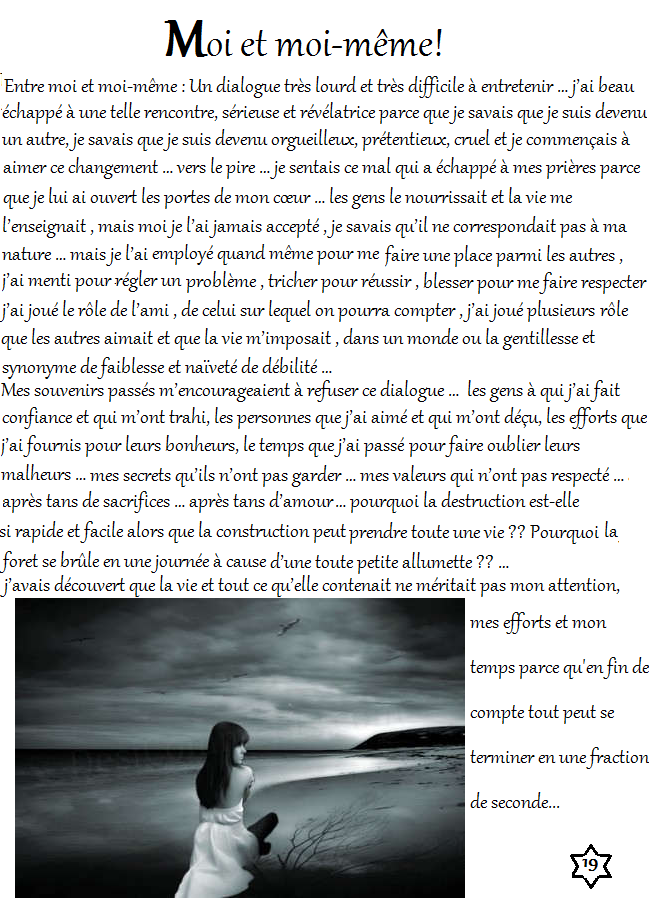 Moi et moi-même!
Entre moi et moi-même : Un dialogue très lourd et très difficile à entretenir ... j'ai beau
échappé à une telle rencontre, sérieuse et révélatrice parce que je savais que je suis devenu
un autre, je savais que je suis devenu orgueilleux, prétentieux, cruel et je commençais à
aimer ce changement ... vers le pire ... je sentais ce mal qui a échappé à mes prières parce
que je lui ai ouvert les portes de mon cœur ... les gens le nourrissait et la vie me
l'enseignait , mais moi je l'ai jamais accepté , je savais qu'il ne correspondait pas à ma
nature ... mais je l'ai employé quand même pour me faire une place parmi les autres ,
j'ai menti pour régler un problème , tricher pour réussir , blesser pour me faire respecter
j'ai joué le rôle de l'ami , de celui sur lequel on pourra compter , j'ai joué plusieurs rôle
que les autres aimait et que la vie m'imposait , dans un monde ou la gentillesse et
synonyme de faiblesse et naïveté de débilité ...
Mes souvenirs passés m'encourageaient à refuser ce dialogue ... les gens à qui j'ai fait
confiance et qui m'ont trahi, les personnes que j'ai aimé et qui m'ont déçu, les efforts que
j'ai fournis pour leurs bonheurs, le temps que j'ai passé pour faire oublier leurs
malheurs ... mes secrets qu'ils n'ont pas garder ... mes valeurs qui n'ont pas respecté ...
après tans de sacrifices ... après tans d'amour ... pourquoi la destruction est-elle
si rapide et facile alors que la construction peut prendre toute une vie ?? Pourquoi la
foret se brûle en une journée à cause d'une toute petite allumette ?? ...
j'avais découvert que la vie et tout ce qu'elle contenait ne méritait pas mon attention,
mes efforts et mon
temps parce qu'en fin de
compte tout peut se
terminer en une fraction
de seconde...
19